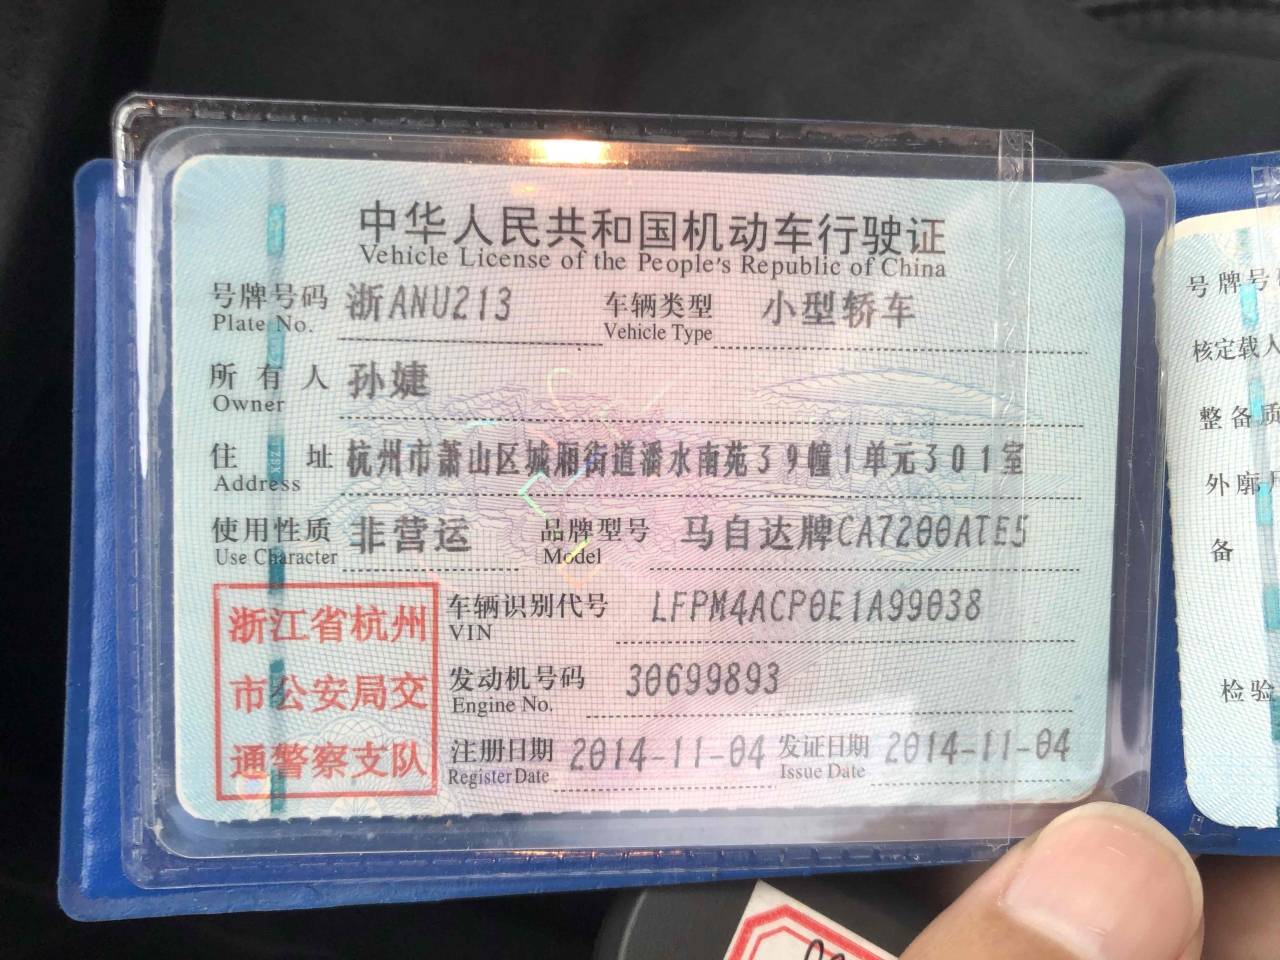 中华人民共和国机动车行驶证
Vehicle License of the People's Republic of China
号牌号码 浙ANU213 车辆类型 小型轿车
Plate No. Vehicle Type
所有人 孙婕
Owner
住址 杭州市萧山区城厢街道潘水南苑39幢1单元301室
Address
使用性质 非营运 品牌型号 马自达牌CA7200ATE5
Use Character Model
车辆识别代号 LFPM4ACP0E1A99038
VIN
发动机号码 30699893
Engine No.
注册日期 2014-11-04 发证日期 2014-11-04
Register Date Issue Date
浙江省杭州
市公安局交
通警察支队
号牌号
核定载人
整备质
外廓
备
检验